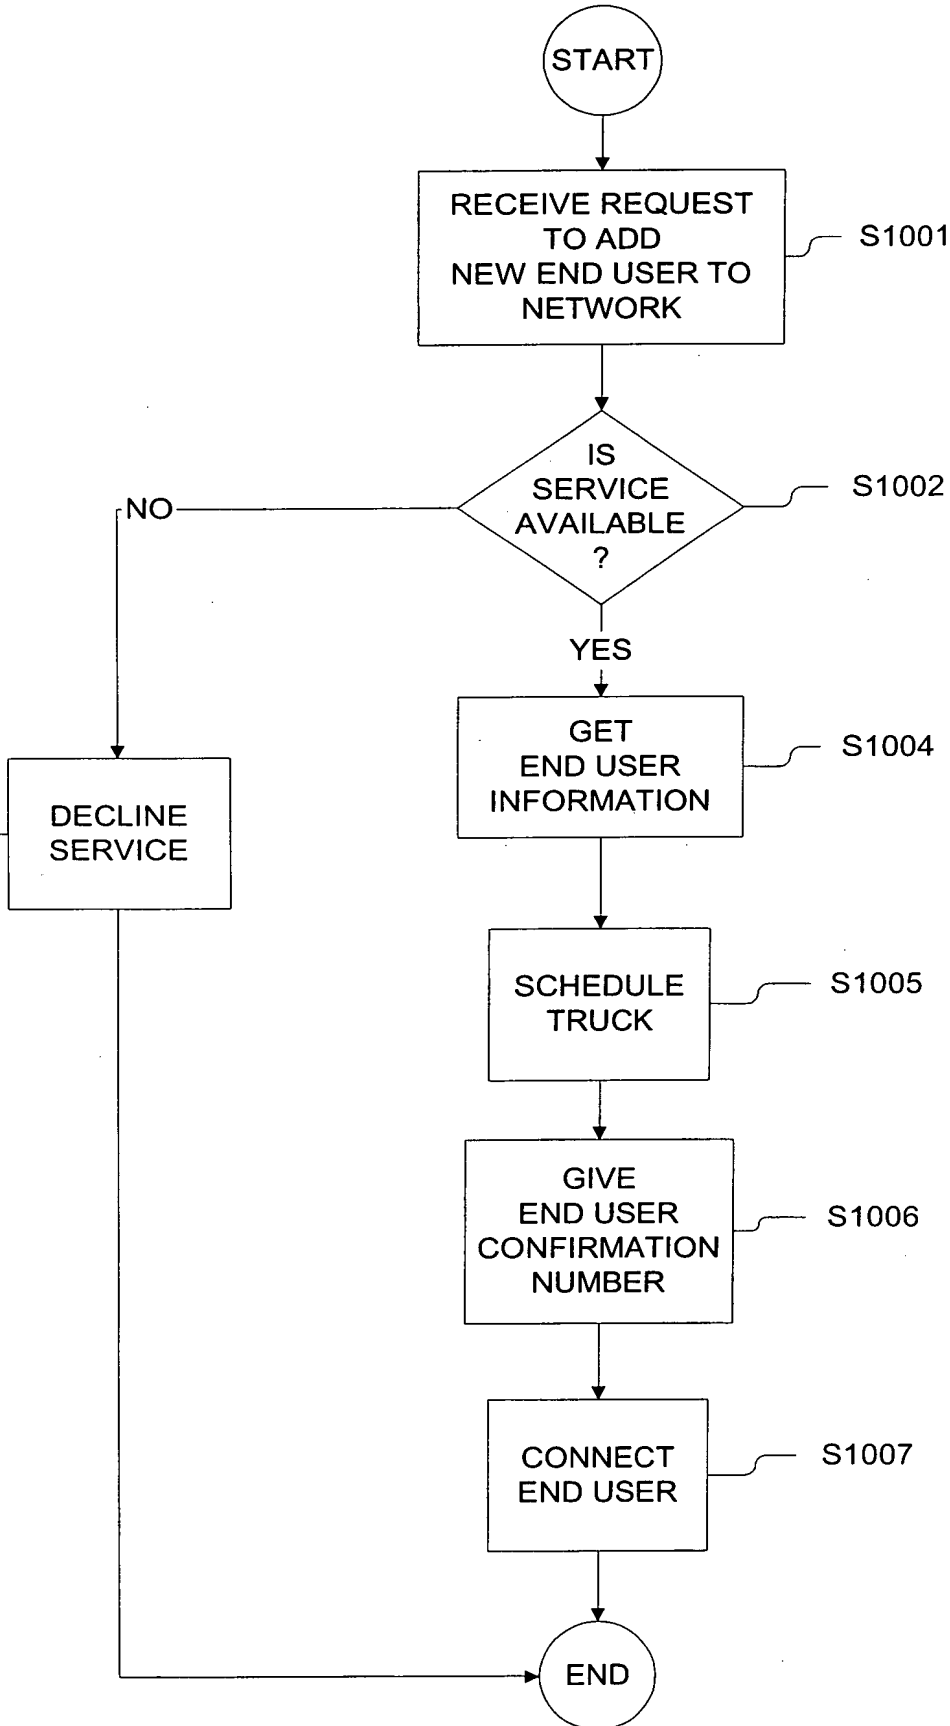 START
RECEIVE REQUEST
TO ADD
NEW END USER TO
NETWORK
S1001
IS
SERVICE
AVAILABLE
?
S1002
NO
YES
GET
END USER
INFORMATION
S1004
DECLINE
SERVICE
SCHEDULE
TRUCK
S1005
GIVE
END USER
CONFIRMATION
NUMBER
S1006
CONNECT
END USER
S1007
END